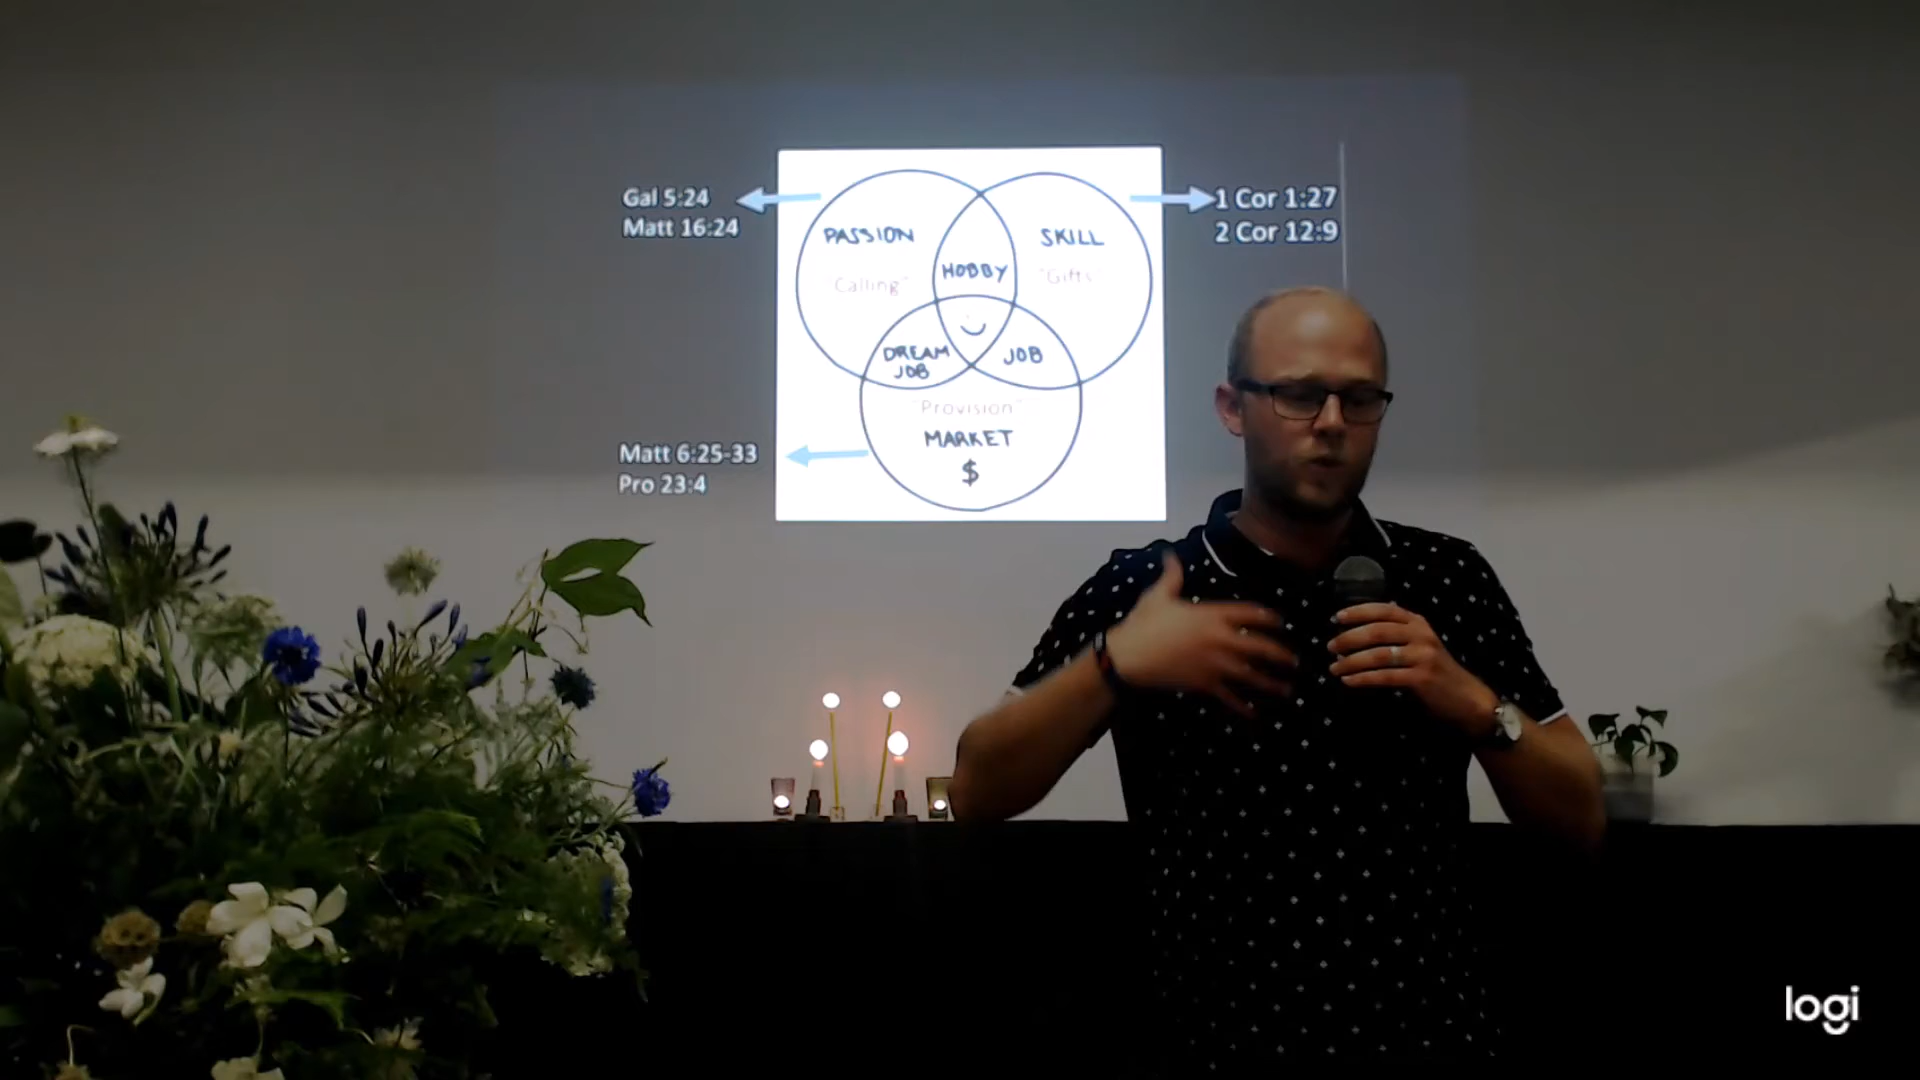 Gal 5:24
Matt 16:24
1 Cor 1:27
2 Cor 12:9
PASSION
"Calling"
HOBBY
SKILL
"Gifts"
DREAM
JOB
JOB
"Provision"
MARKET
$
Matt 6:25-33
Pro 23:4
logi